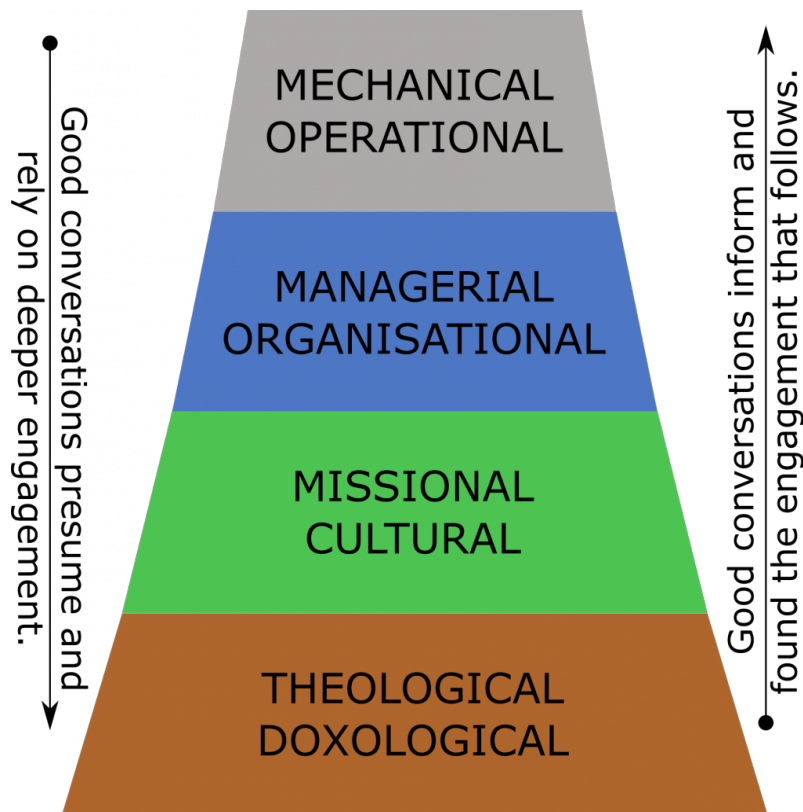 MECHANICAL
OPERATIONAL
MANAGERIAL
ORGANISATIONAL
MISSIONAL
CULTURAL
THEOLOGICAL
DOXOLOGICAL
Good conversations presume and
rely on deeper engagement.
Good conversations inform and
found the engagement that follows.